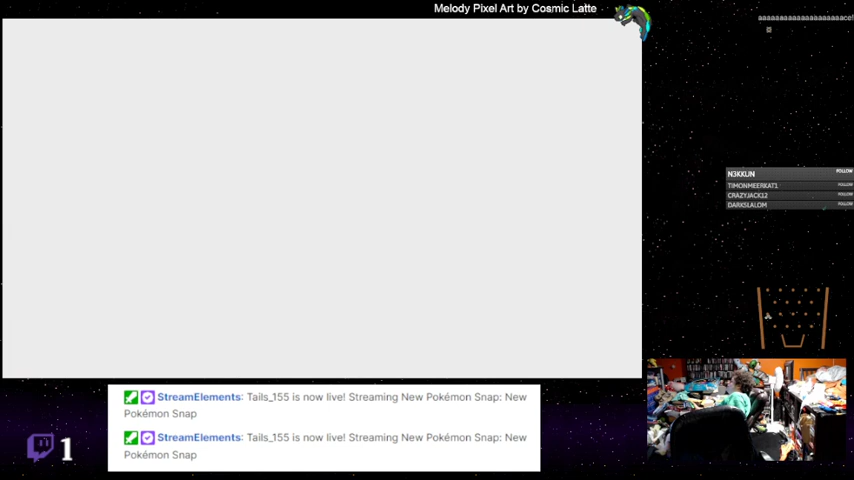 Melody Pixel Art by Cosmic Latte
N3KKUN FOLLOW
TIMONMEERKAT1 FOLLOW
CRAZYJACK12 FOLLOW
DARKSLALOM FOLLOW
StreamElements: Tails_155 is now live! Streaming New Pokémon Snap: New
Pokémon Snap
StreamElements: Tails_155 is now live! Streaming New Pokémon Snap: New
Pokémon Snap
1